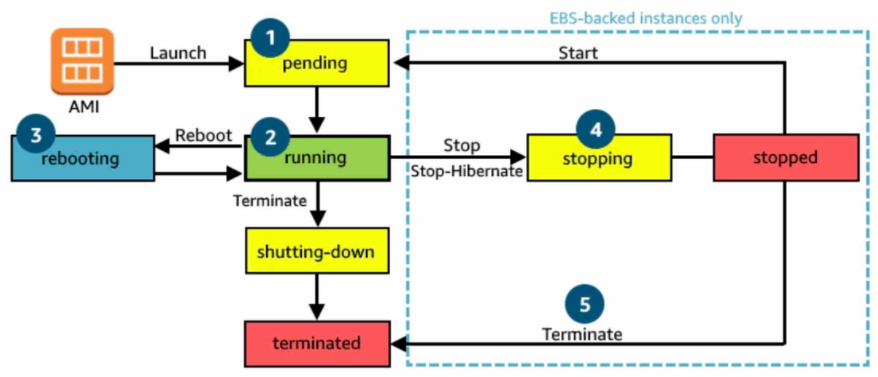 EBS-backed instances only
1
Launch
pending
Start
AMI
3
Reboot
2
4
rebooting
running
Stop
stopping
stopped
Stop-Hibernate
Terminate
shutting-down
5
Terminate
terminated